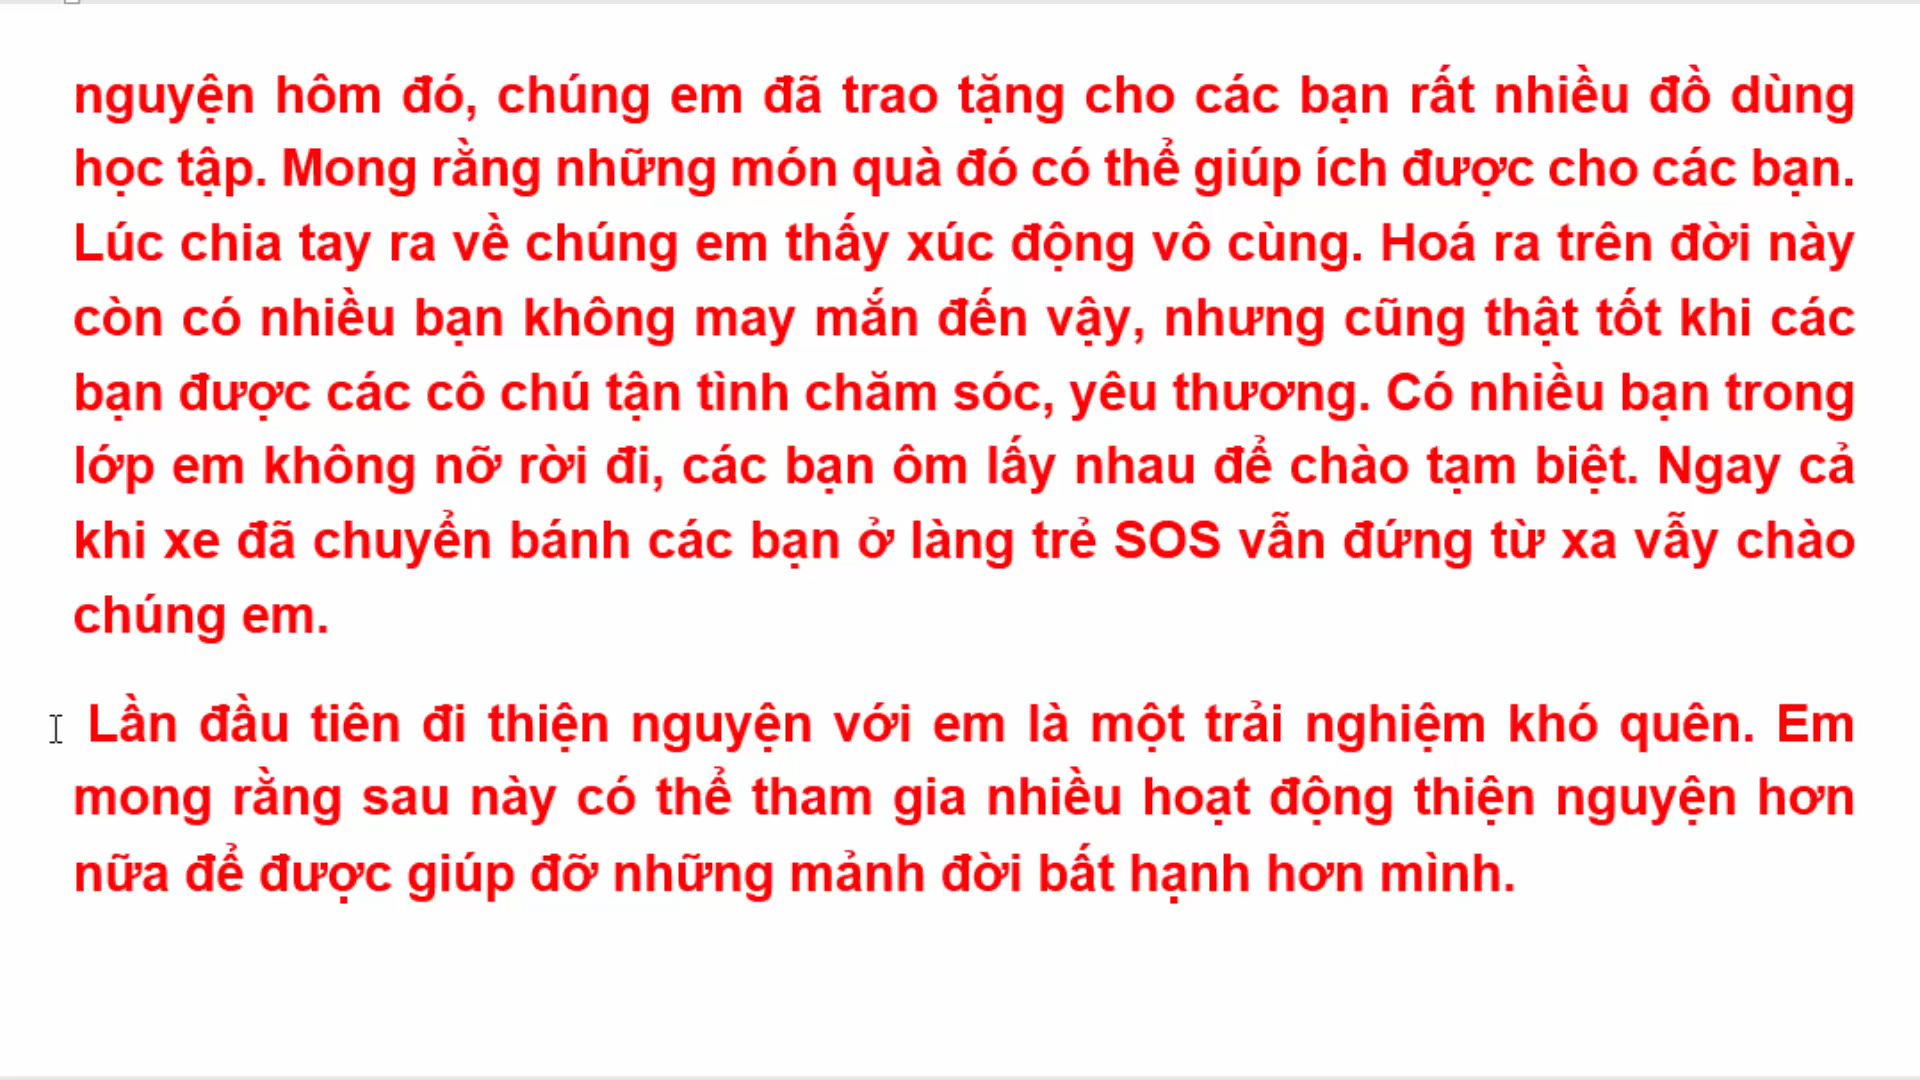 nguyện hôm đó, chúng em đã trao tặng cho các bạn rất nhiều đồ dùng
học tập. Mong rằng những món quà đó có thể giúp ích được cho các bạn.
Lúc chia tay ra về chúng em thấy xúc động vô cùng. Hoá ra trên đời này
còn có nhiều bạn không may mắn đến vậy, nhưng cũng thật tốt khi các
bạn được các cô chú tận tình chăm sóc, yêu thương. Có nhiều bạn trong
lớp em không nỡ rời đi, các bạn ôm lấy nhau để chào tạm biệt. Ngay cả
khi xe đã chuyển bánh các bạn ở làng trẻ SOS vẫn đứng từ xa vẫy chào
chúng em.
Lần đầu tiên đi thiện nguyện với em là một trải nghiệm khó quên. Em
mong rằng sau này có thể tham gia nhiều hoạt động thiện nguyện hơn
nữa để được giúp đỡ những mảnh đời bất hạnh hơn mình.